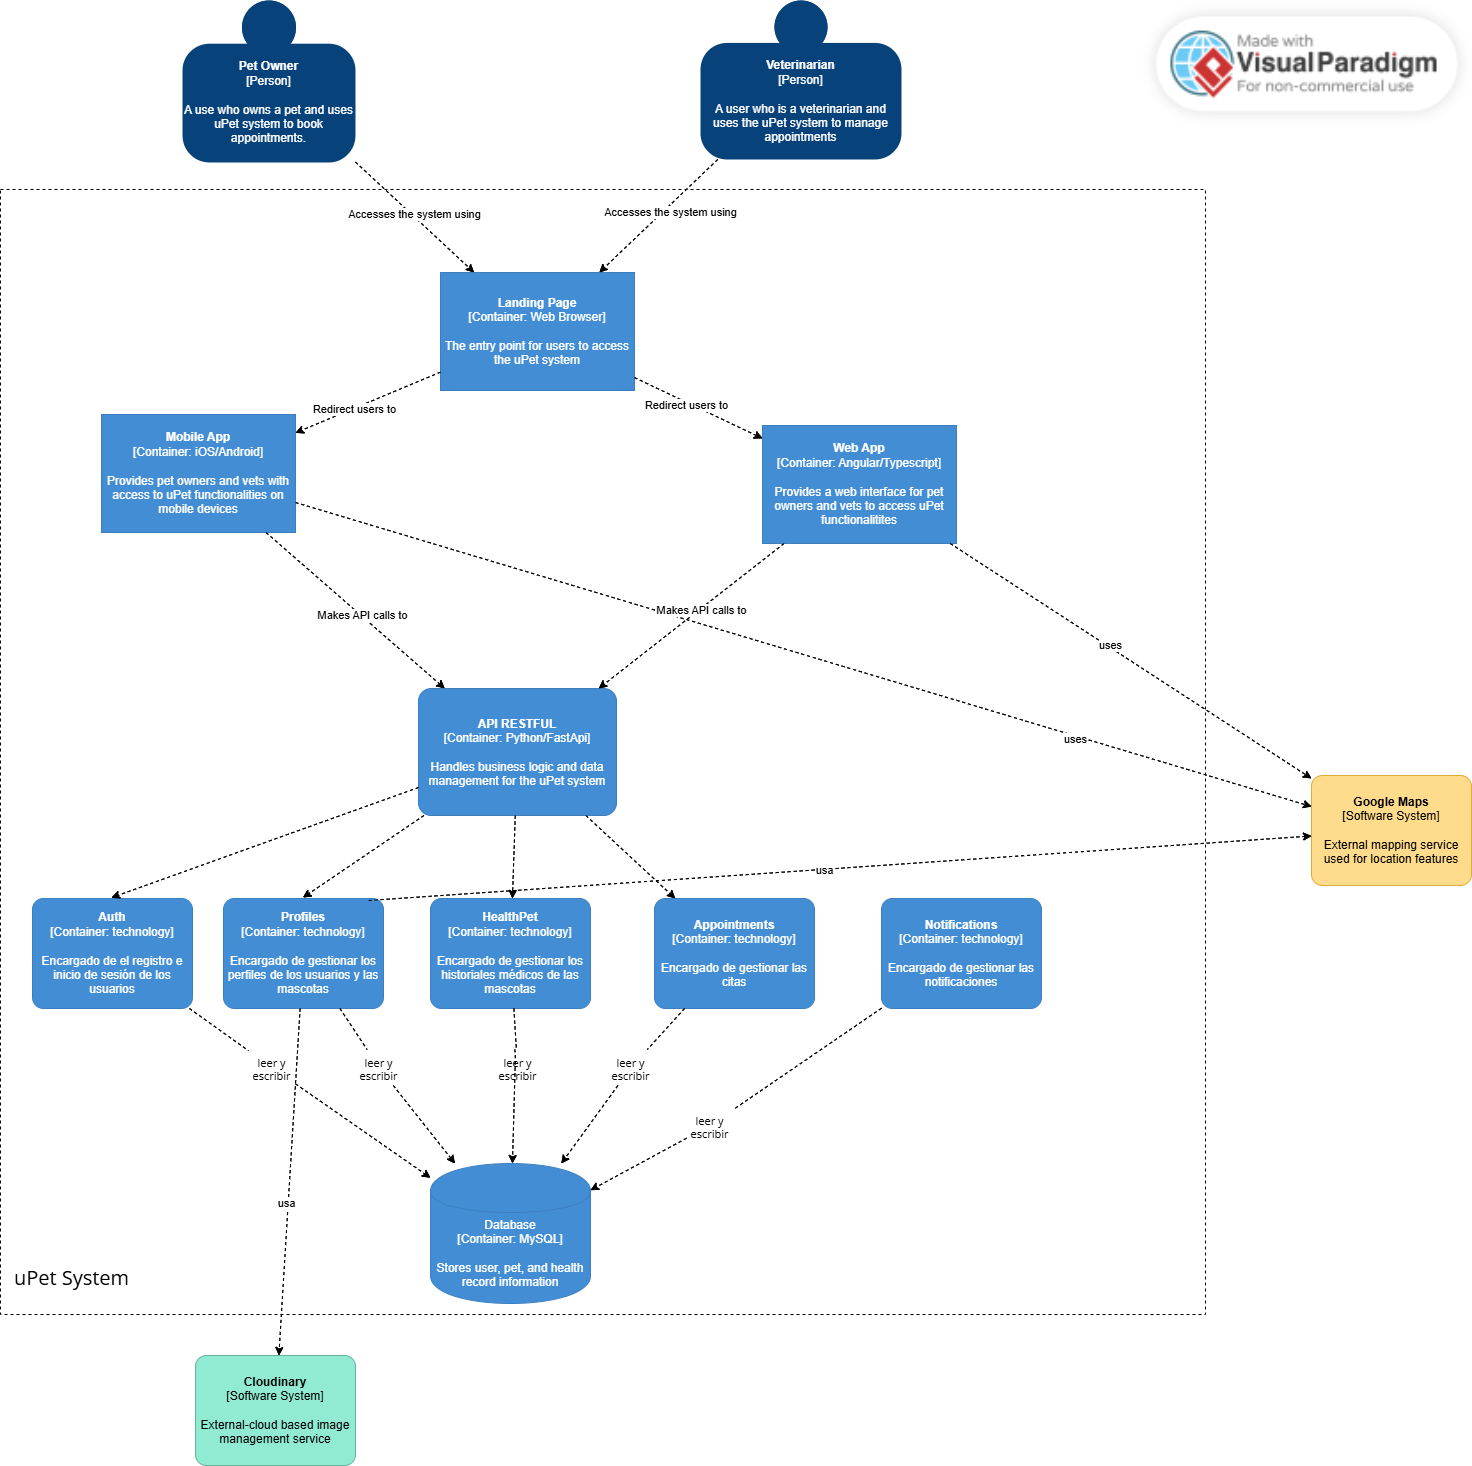 Pet Owner
[Person]
A use who owns a pet and uses
uPet system to book
appointments.
Veterinarian
[Person]
A user who is a veterinarian and
uses the uPet system to manage
appointments
Made with
Visual Paradigm
For non-commercial use
Accesses the system using
Accesses the system using
Landing Page
[Container: Web Browser]
The entry point for users to access
the uPet system
Redirect users to
Redirect users to
Mobile App
[Container: iOS/Android]
Provides pet owners and vets with
access to uPet functionalities on
mobile devices
Web App
[Container: Angular/Typescript]
Provides a web interface for pet
owners and vets to access uPet
functionalitites
Makes API calls to
Makes API calls to
uses
uses
API RESTFUL
[Container: Python/FastApi]
Handles business logic and data
management for the uPet system
Google Maps
[Software System]
External mapping service
used for location features
usa
Auth
[Container: technology]
Encargado de el registro e
inicio de sesión de los
usuarios
Profiles
[Container: technology]
Encargado de gestionar los
perfiles de los usuarios y las
mascotas
HealthPet
[Container: technology]
Encargado de gestionar los
historiales médicos de las
mascotas
Appointments
[Container: technology]
Encargado de gestionar las
citas
Notifications
[Container: technology]
Encargado de gestionar las
notificaciones
leer y
escribir
leer y
escribir
leer y
escribir
leer y
escribir
leer y
escribir
usa
Database
[Container: MySQL]
Stores user, pet, and health
record information
uPet System
Cloudinary
[Software System]
External-cloud based image
management service